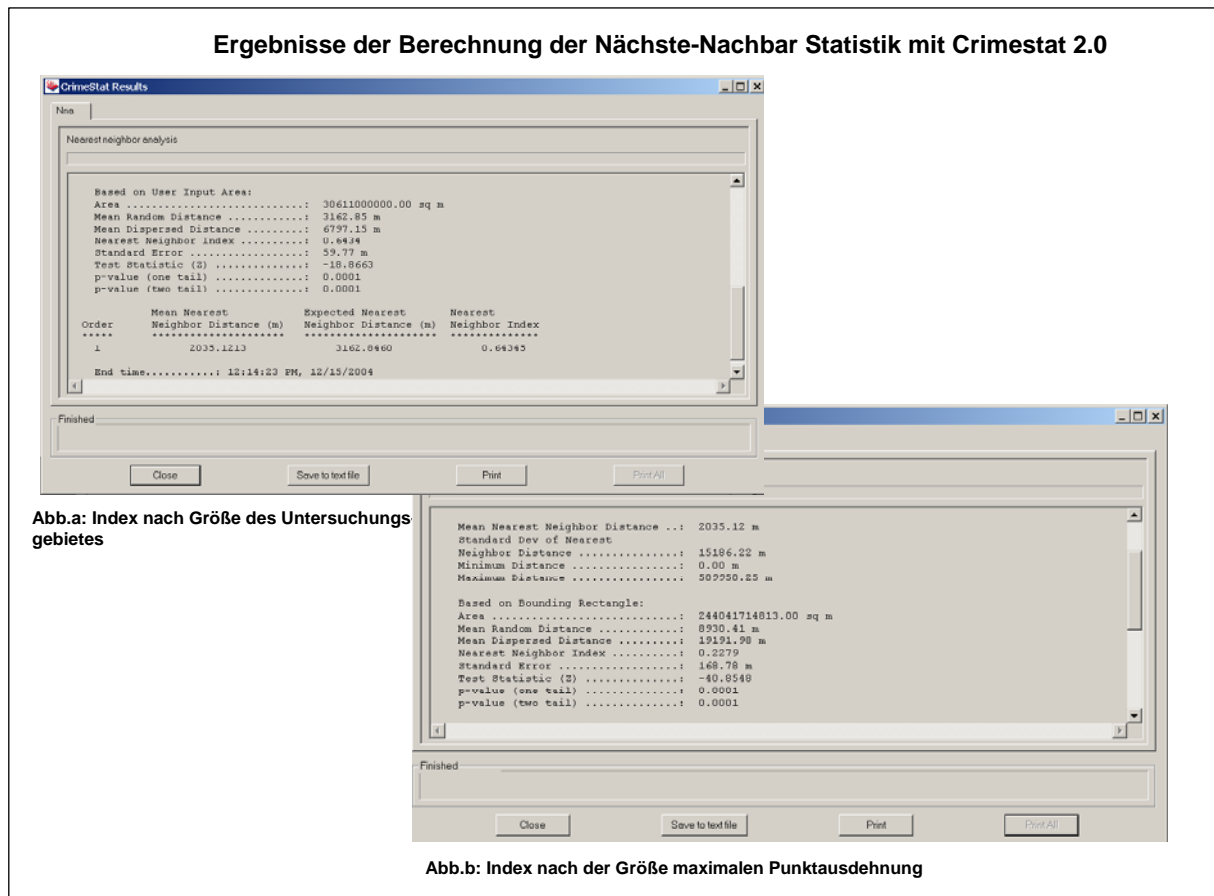 Ergebnisse der Berechnung der Nächste-Nachbar Statistik mit Crimestat 2.0
CrimeStat Results
Nna
Nearest neighbor analysis
Based on User Input Area:
Area ...........................: 30611000000.00 sq m
Mean Random Distance ............: 3162.85 m
Mean Dispersed Distance .........: 6797.15 m
Nearest Neighbor Index ..........: 0.6434
Standard Error ..................: 59.77 m
Test Statistic (Z) ..............: -18.8663
p-value (one tail) ..............: 0.0001
p-value (two tail) ..............: 0.0001
Mean Nearest Expected Nearest Nearest
Order Neighbor Distance (m) Neighbor Distance (m) Neighbor Index
***** ********************* ********************* **************
1 2035.1213 3162.8460 0.64345
End time...........: 12:14:23 PM, 12/15/2004
Finished
Close Save to text file Print Print All
Abb.a: Index nach Größe des Untersuchungs-
gebietes
Mean Nearest Neighbor Distance ..: 2035.12 m
Standard Dev of Nearest
Neighbor Distance ...............: 15186.22 m
Minimum Distance ................: 0.00 m
Maximum Distance ................: 509950.25 m
Based on Bounding Rectangle:
Area ............................: 244041714813.00 sq m
Mean Random Distance ............: 8930.41 m
Mean Dispersed Distance .........: 19191.98 m
Nearest Neighbor Index ..........: 0.2279
Standard Error ..................: 168.78 m
Test Statistic (Z) ..............: -40.8548
p-value (one tail) ..............: 0.0001
p-value (two tail) ..............: 0.0001
Finished
Close Save to text file Print Print All
Abb.b: Index nach der Größe maximalen Punktausdehnung